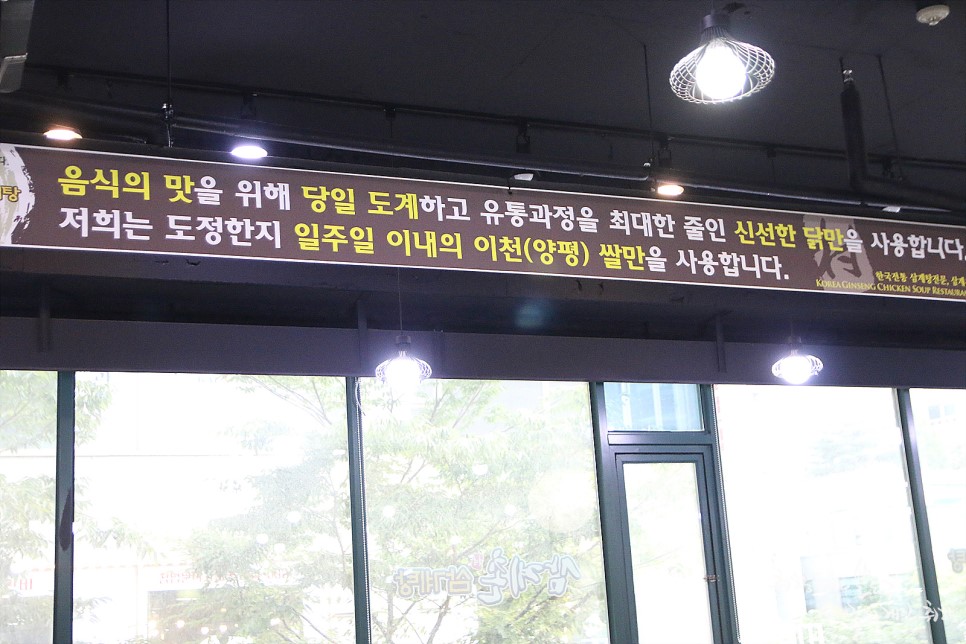 음식의 맛을 위해 당일 도계하고 유통과정을 최대한 줄인 신선한 닭만을 사용합니다.
저희는 도정한지 일주일 이내의 이천(양평) 쌀만을 사용합니다.
한국전통 삼계탕전문,
KOREA GINSENG CHICKEN SOUP RESTAURAN